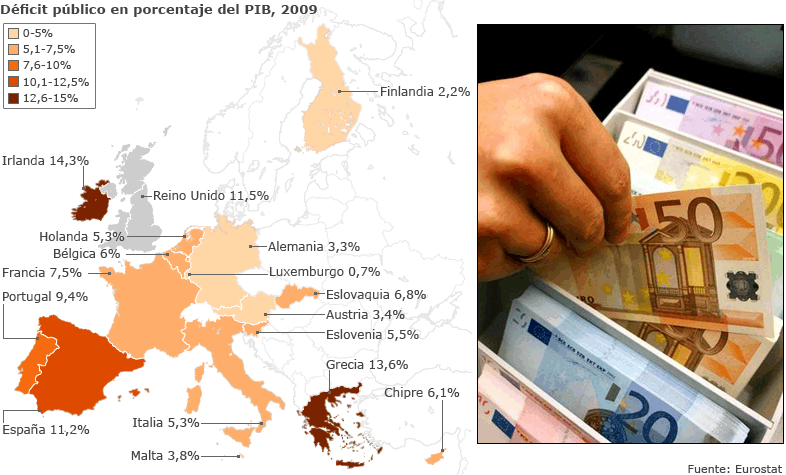 Déficit público en porcentaje del PIB, 2009
0-5%
5,1-7,5%
7,6-10%
10,1-12,5%
12,6-15%
Finlandia 2,2%
Irlanda 14,3%
Reino Unido 11,5%
Holanda 5,3%
Bélgica 6%
Alemania 3,3%
Francia 7,5%
Luxemburgo 0,7%
Portugal 9,4%
Eslovaquia 6,8%
Austria 3,4%
Eslovenia 5,5%
Grecia 13,6%
Chipre 6,1%
España 11,2%
Italia 5,3%
Malta 3,8%
50
20
Fuente: Eurostat